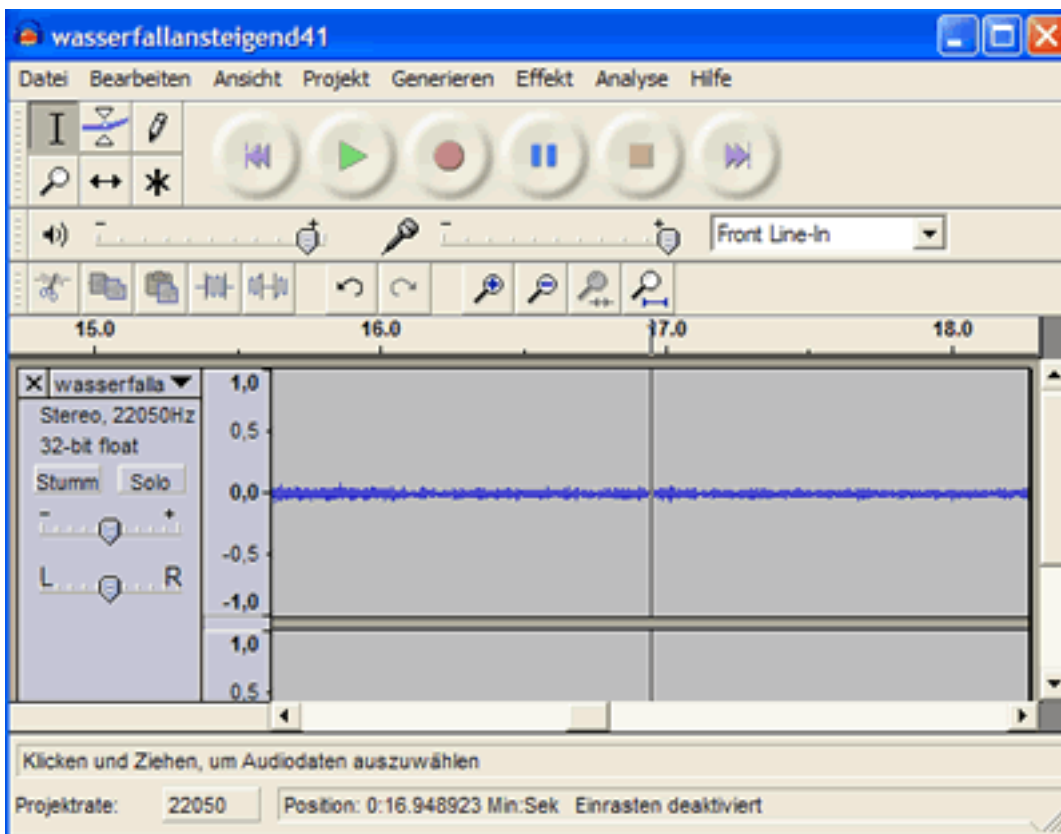 wasserfallansteigend41
Datei Bearbeiten Ansicht Projekt Generieren Effekt Analyse Hilfe
- + - + Front Line-In
15.0 16.0 17.0 18.0
wasserfalla
Stereo, 22050Hz
32-bit float
Stumm Solo
- +
L R
1,0
0,5
0,0
-0,5
-1,0
1,0
0,5
Klicken und Ziehen, um Audiodaten auszuwählen
Projektrate: 22050 Position: 0:16.948923 Min:Sek Einrasten deaktiviert